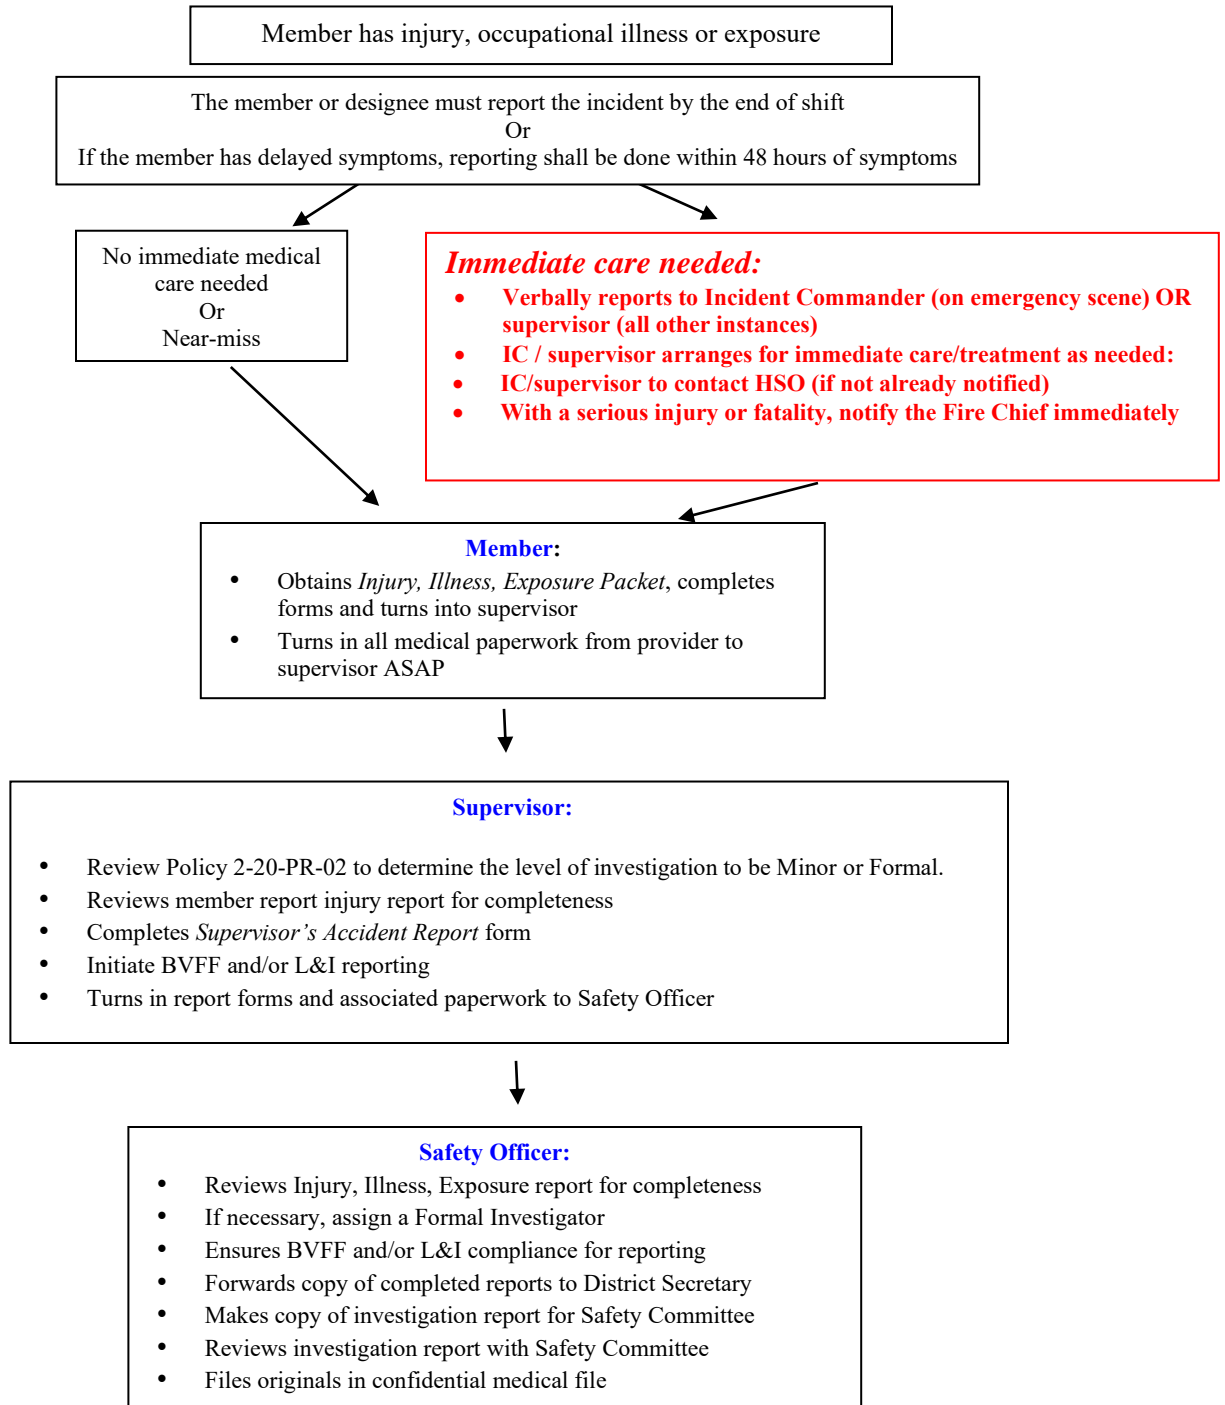 Member has injury, occupational illness or exposure
The member or designee must report the incident by the end of shift
Or
If the member has delayed symptoms, reporting shall be done within 48 hours of symptoms
No immediate medical
care needed
Or
Near-miss
Immediate care needed:
• Verbally reports to Incident Commander (on emergency scene) OR
supervisor (all other instances)
• IC / supervisor arranges for immediate care/treatment as needed:
• IC/supervisor to contact HSO (if not already notified)
• With a serious injury or fatality, notify the Fire Chief immediately
Member:
• Obtains Injury, Illness, Exposure Packet, completes
forms and turns into supervisor
• Turns in all medical paperwork from provider to
supervisor ASAP
Supervisor:
• Review Policy 2-20-PR-02 to determine the level of investigation to be Minor or Formal.
• Reviews member report injury report for completeness
• Completes Supervisor’s Accident Report form
• Initiate BVFF and/or L&I reporting
• Turns in report forms and associated paperwork to Safety Officer
Safety Officer:
• Reviews Injury, Illness, Exposure report for completeness
• If necessary, assign a Formal Investigator
• Ensures BVFF and/or L&I compliance for reporting
• Forwards copy of completed reports to District Secretary
• Makes copy of investigation report for Safety Committee
• Reviews investigation report with Safety Committee
• Files originals in confidential medical file